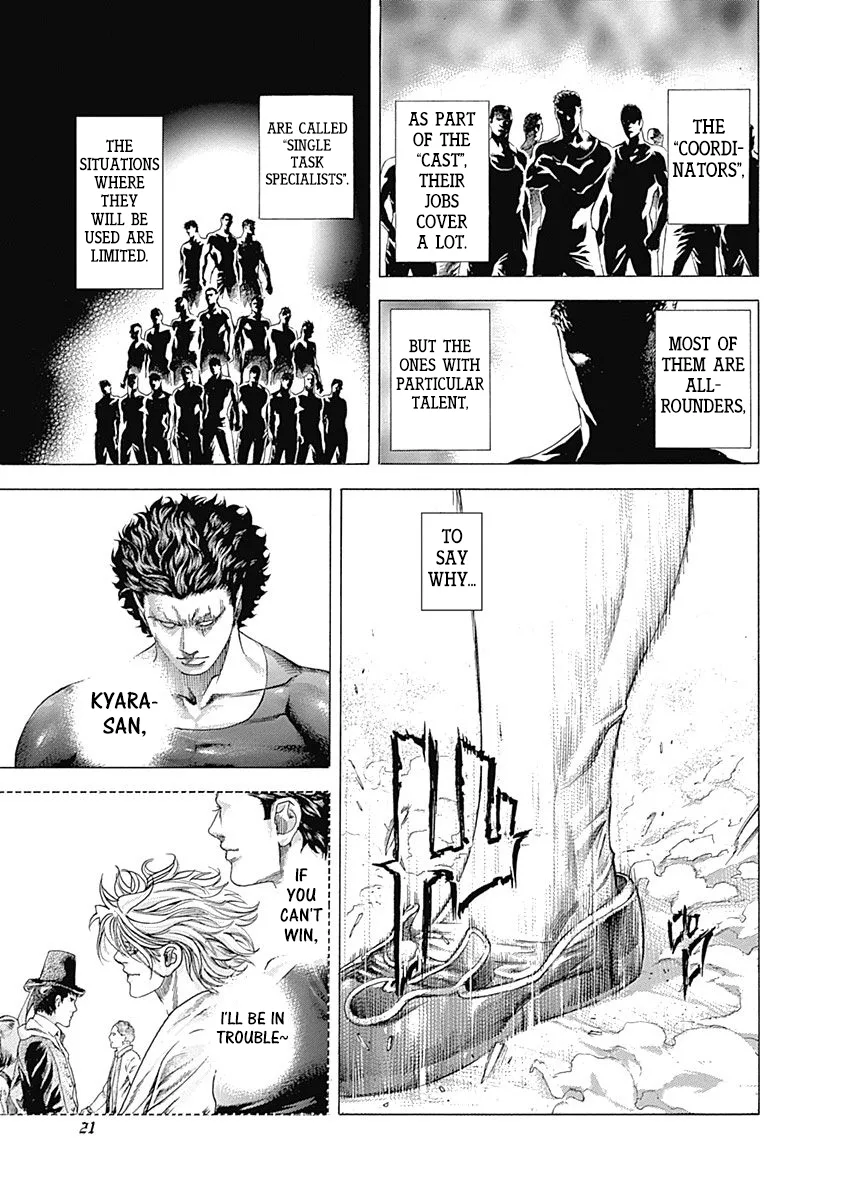 THE
"COORDI-
NATORS",
AS PART
OF THE
"CAST",
THEIR
JOBS
COVER
A LOT.
MOST OF
THEM ARE
ALL-
ROUNDERS,
BUT THE
ONES WITH
PARTICULAR
TALENT,
ARE CALLED
"SINGLE
TASK
SPECIALISTS".
THE
SITUATIONS
WHERE
THEY
WILL BE
USED ARE
LIMITED.
TO
SAY
WHY...
KYARA-
SAN,
IF
YOU
CAN'T
WIN,
I'LL BE IN
TROUBLE~
21